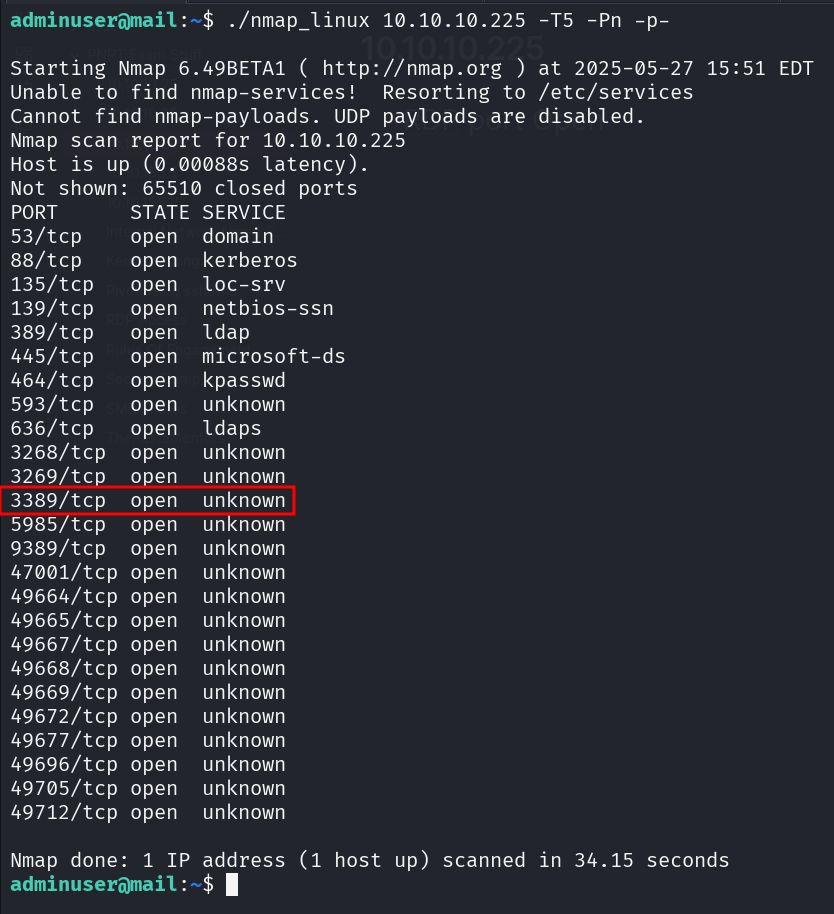 adminuser@mail:~$ ./nmap_linux 10.10.10.225 -T5 -Pn -p-
Starting Nmap 6.49BETA1 ( http://nmap.org ) at 2025-05-27 15:51 EDT
Unable to find nmap-services!  Resorting to /etc/services
Cannot find nmap-payloads. UDP payloads are disabled.
Nmap scan report for 10.10.10.225
Host is up (0.00088s latency).
Not shown: 65510 closed ports
PORT      STATE SERVICE
53/tcp    open  domain
88/tcp    open  kerberos
135/tcp   open  loc-srv
139/tcp   open  netbios-ssn
389/tcp   open  ldap
445/tcp   open  microsoft-ds
464/tcp   open  kpasswd
593/tcp   open  unknown
636/tcp   open  ldaps
3268/tcp  open  unknown
3269/tcp  open  unknown
3389/tcp  open  unknown
5985/tcp  open  unknown
9389/tcp  open  unknown
47001/tcp open  unknown
49664/tcp open  unknown
49665/tcp open  unknown
49667/tcp open  unknown
49668/tcp open  unknown
49669/tcp open  unknown
49672/tcp open  unknown
49677/tcp open  unknown
49696/tcp open  unknown
49705/tcp open  unknown
49712/tcp open  unknown
Nmap done: 1 IP address (1 host up) scanned in 34.15 seconds
adminuser@mail:~$